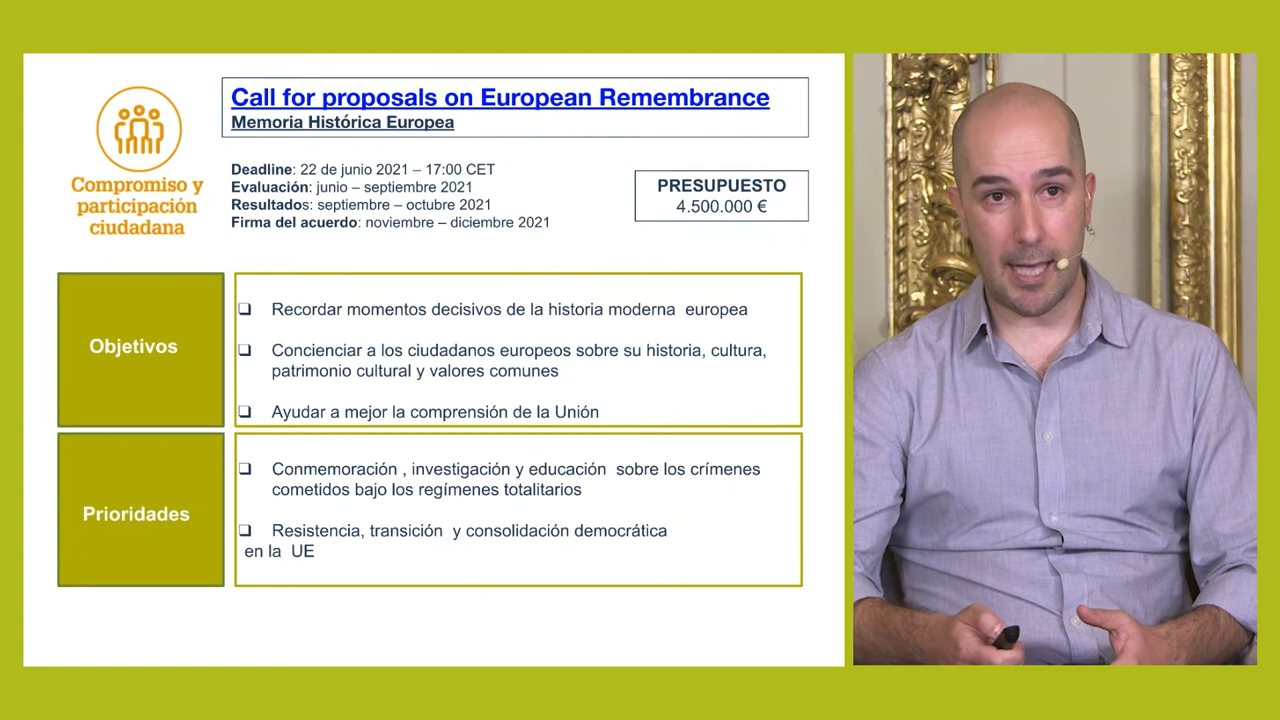 Call for proposals on European Remembrance
Memoria Histórica Europea
Compromiso y
participación
ciudadana
Deadline: 22 de junio 2021 – 17:00 CET
Evaluación: junio – septiembre 2021
Resultados: septiembre – octubre 2021
Firma del acuerdo: noviembre – diciembre 2021
PRESUPUESTO
4.500.000 €
Objetivos
Recordar momentos decisivos de la historia moderna europea
Concienciar a los ciudadanos europeos sobre su historia, cultura,
patrimonio cultural y valores comunes
Ayudar a mejor la comprensión de la Unión
Prioridades
Conmemoración , investigación y educación sobre los crímenes
cometidos bajo los regímenes totalitarios
Resistencia, transición y consolidación democrática
en la UE